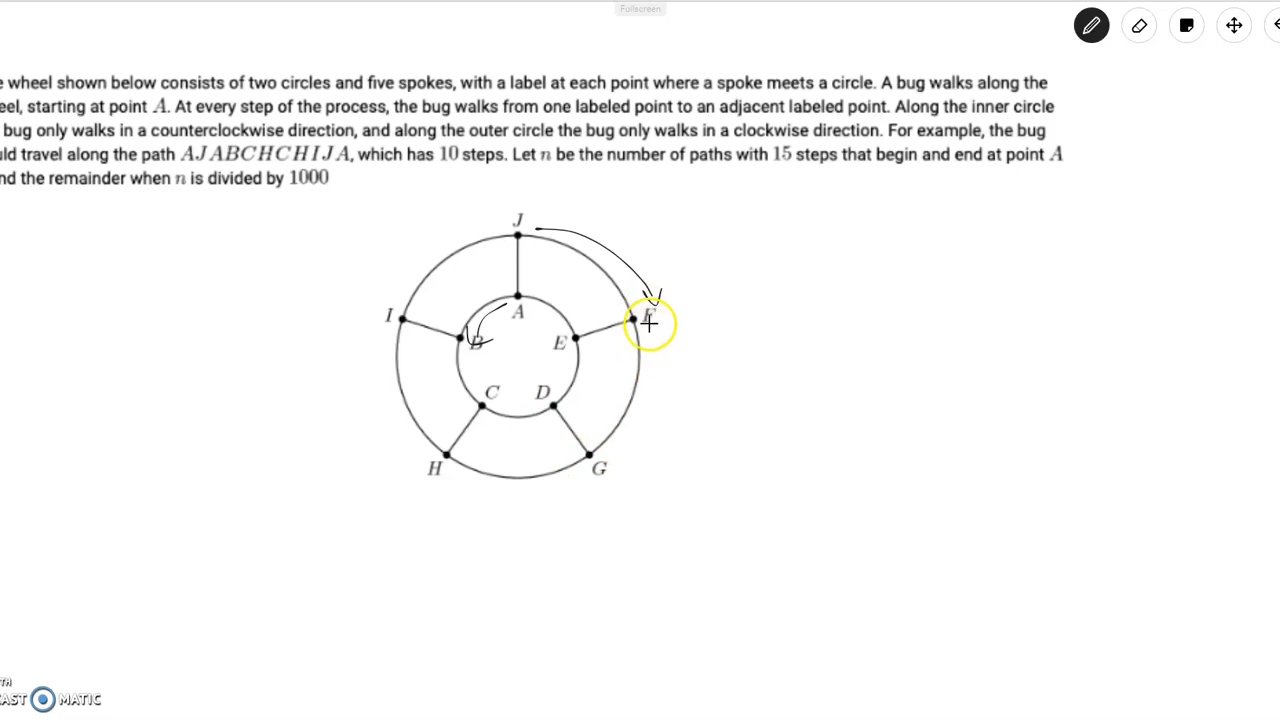 Fullscreen
e wheel shown below consists of two circles and five spokes, with a label at each point where a spoke meets a circle. A bug walks along the
eel, starting at point A. At every step of the process, the bug walks from one labeled point to an adjacent labeled point. Along the inner circle
bug only walks in a counterclockwise direction, and along the outer circle the bug only walks in a clockwise direction. For example, the bug
uld travel along the path AJABCHCHIJA, which has 10 steps. Let n be the number of paths with 15 steps that begin and end at point A
nd the remainder when n is divided by 1000
J
I A F
B E
C D
H G
TH
AST MATIC